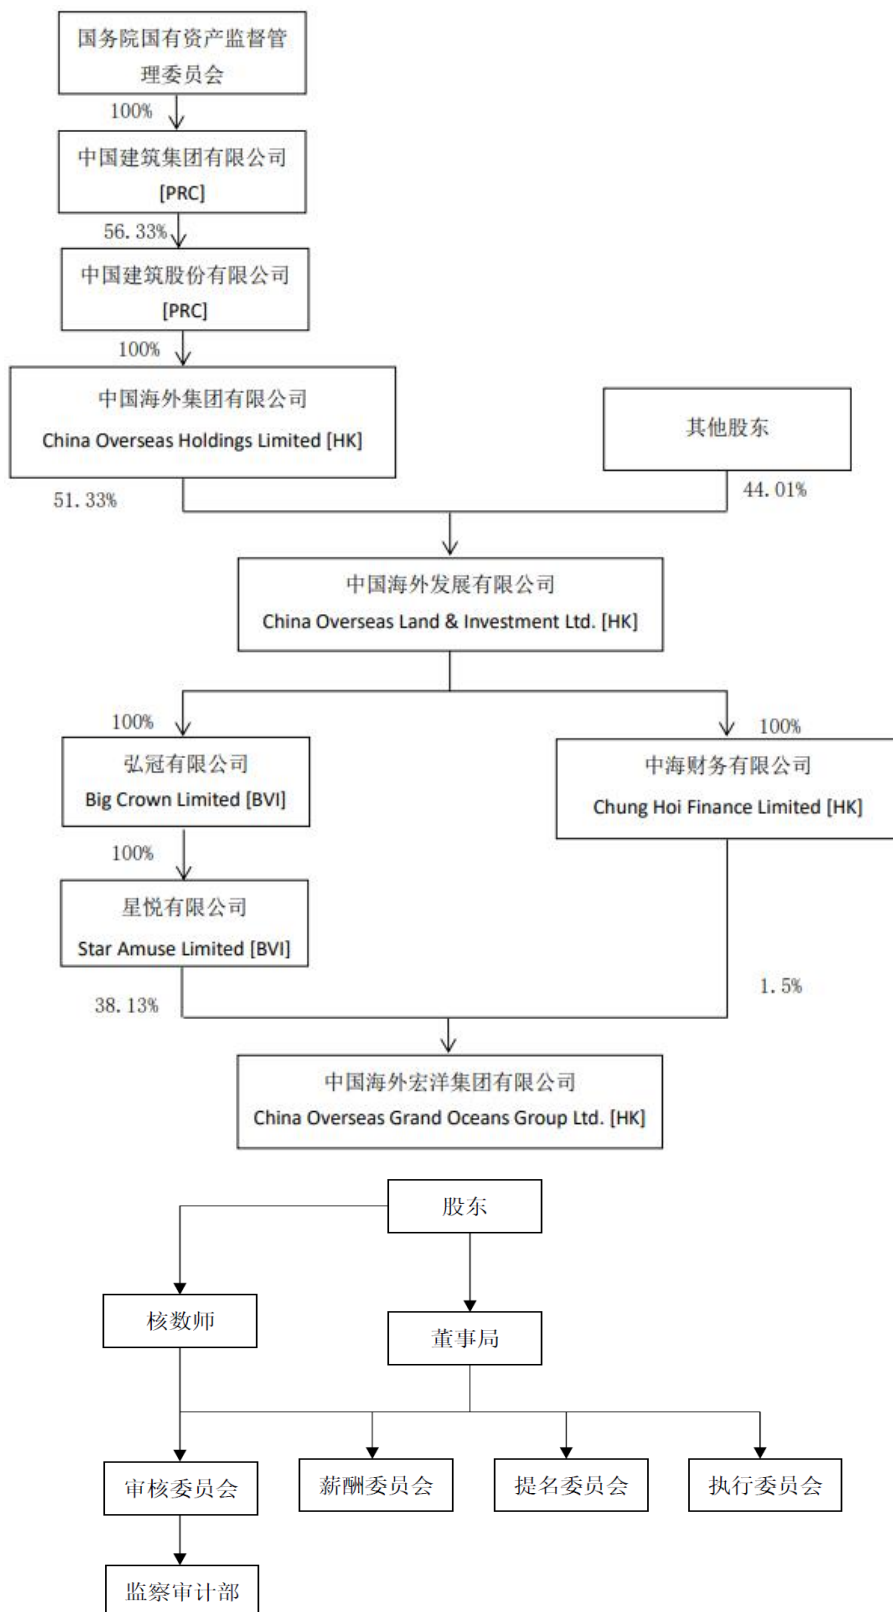 国务院国有资产监督管
理委员会
100%
中国建筑集团有限公司
[PRC]
56.33%
中国建筑股份有限公司
[PRC]
100%
中国海外集团有限公司
China Overseas Holdings Limited [HK]
其他股东
51.33%
44.01%
中国海外发展有限公司
China Overseas Land & Investment Ltd. [HK]
100%
100%
弘冠有限公司
Big Crown Limited [BVI]
中海财务有限公司
Chung Hoi Finance Limited [HK]
100%
星悦有限公司
Star Amuse Limited [BVI]
38.13%
1.5%
中国海外宏洋集团有限公司
China Overseas Grand Oceans Group Ltd. [HK]
股东
核数师
董事局
审核委员会
薪酬委员会
提名委员会
执行委员会
监察审计部